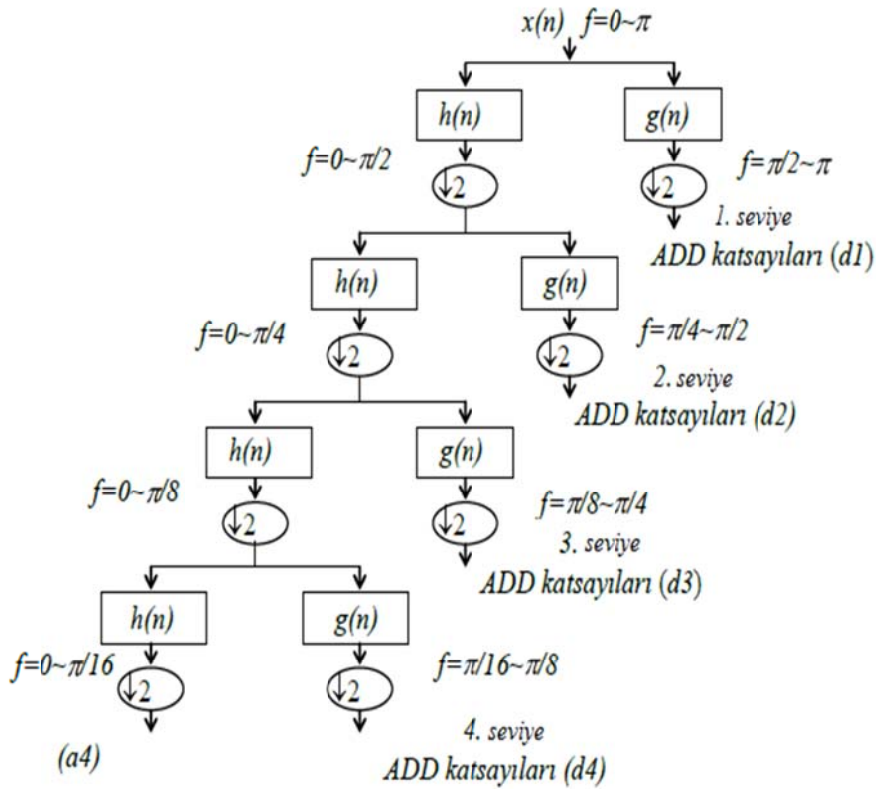 x(n) f=0~π
h(n) g(n)
f=0~π/2 f=π/2~π
↓2 ↓2
1. seviye
ADD katsayıları (d1)
h(n) g(n)
f=0~π/4 f=π/4~π/2
↓2 ↓2
2. seviye
ADD katsayıları (d2)
h(n) g(n)
f=0~π/8 f=π/8~π/4
↓2 ↓2
3. seviye
ADD katsayıları (d3)
h(n) g(n)
f=0~π/16 f=π/16~π/8
↓2 ↓2
4. seviye
(a4)
ADD katsayıları (d4)